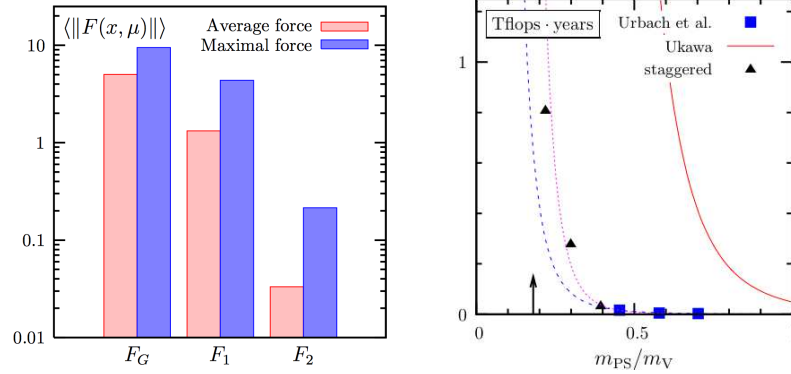 ⟨∥F(x, μ)∥⟩
Average force
Maximal force
10
1
0.1
0.01
F_G
F_1
F_2
Tflops · years
Urbach et al.
Ukawa
staggered
1
0
0
0.5
m_PS/m_V